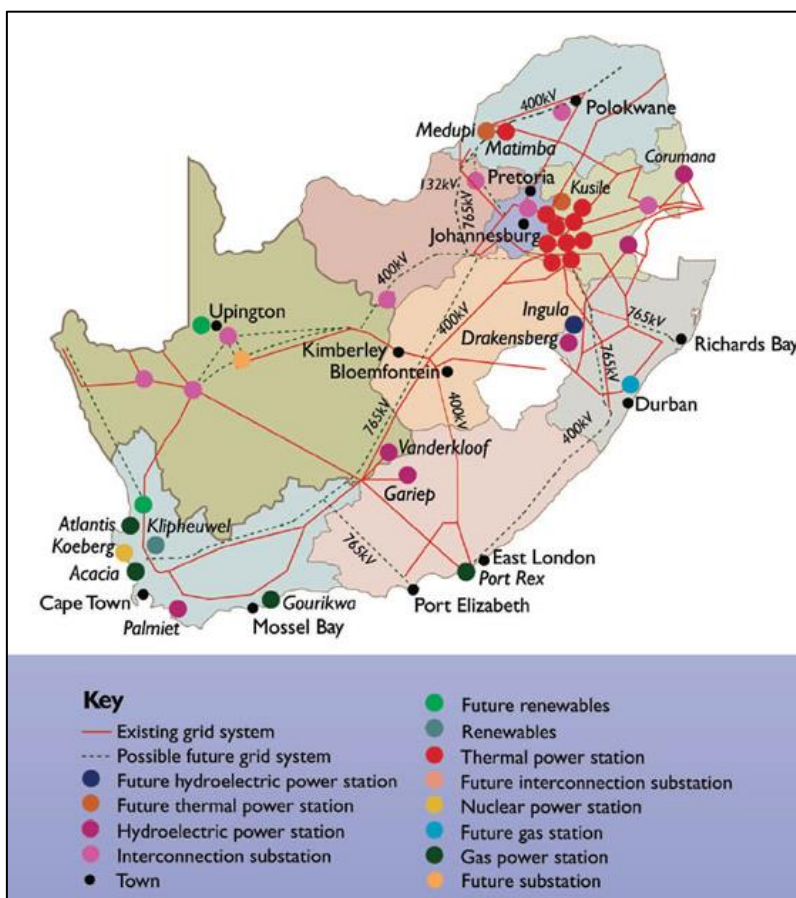 400kV
Polokwane
Medupi
Matimba
Corumana
Pretoria
132kV
Kusile
765kV
Johannesburg
400kV
Upington
Ingula
400kV
765kV
Drakensberg
Richards Bay
Kimberley
765kV
Bloemfontein
Durban
765kV
400kV
400kV
Vanderkloof
Gariep
Atlantis
Klipheuwel
Koeberg
765kV
East London
Acacia
Port Rex
Cape Town
Gourikwa
Port Elizabeth
Palmiet
Mossel Bay
Key
Existing grid system
Possible future grid system
Future hydroelectric power station
Future thermal power station
Hydroelectric power station
Interconnection substation
Town
Future renewables
Renewables
Thermal power station
Future interconnection substation
Nuclear power station
Future gas station
Gas power station
Future substation